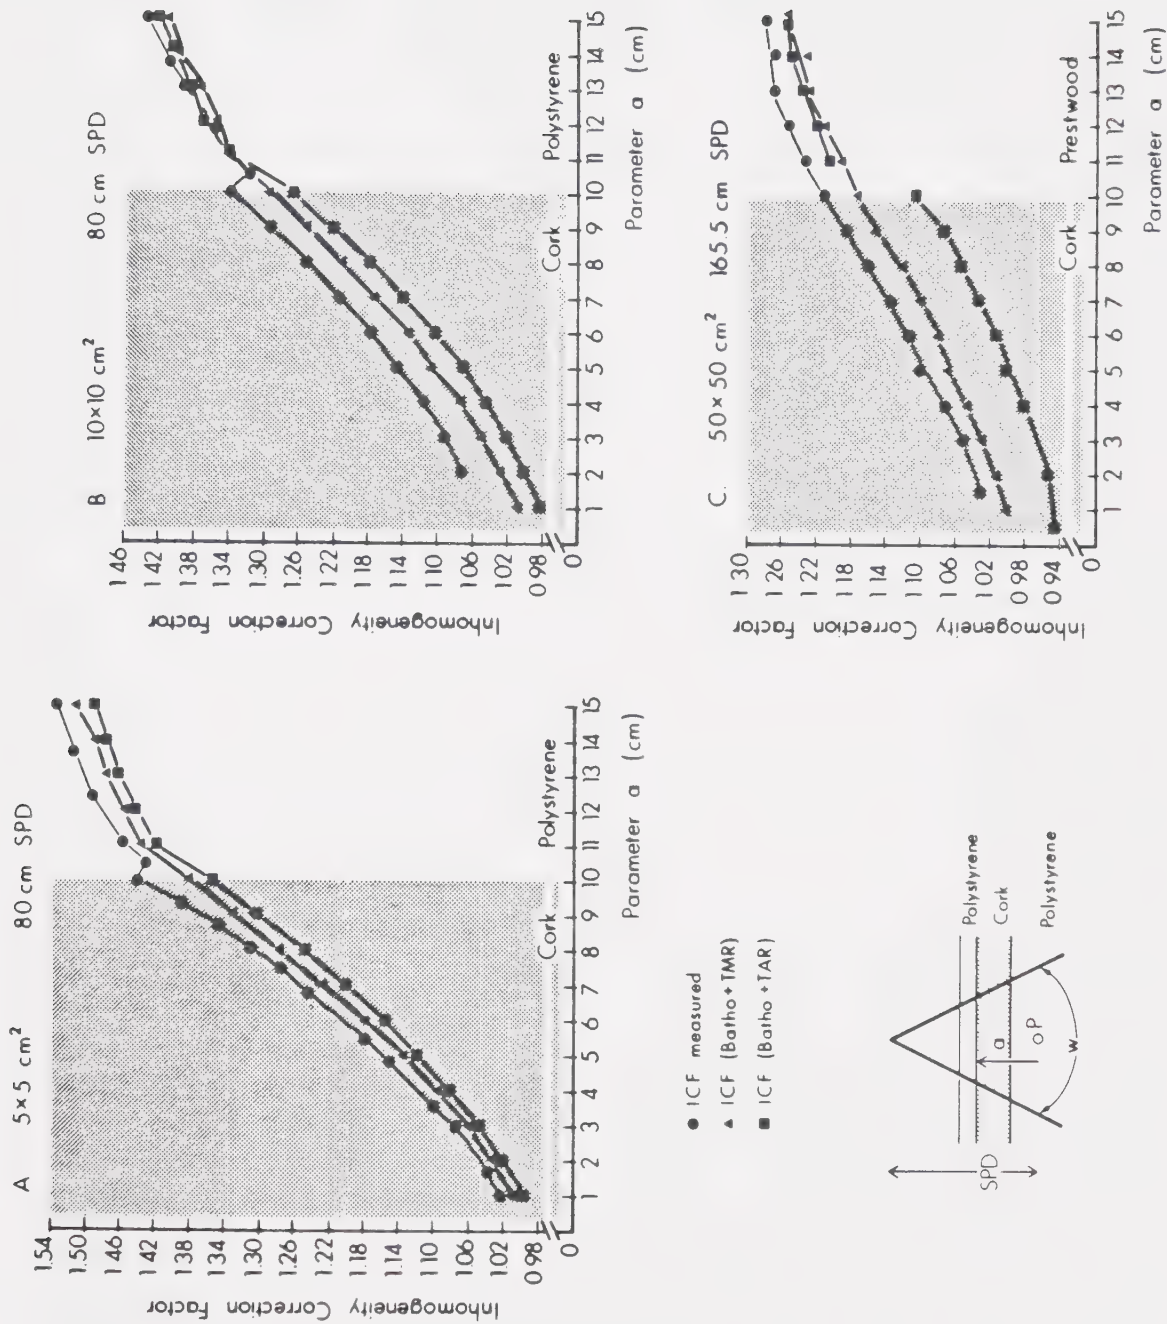 A 5×5 cm² 80 cm SPD
Inhomogeneity Correction Factor
1.54
1.50
1.46
1.42
1.38
1.34
1.30
1.26
1.22
1.18
1.14
1.10
1.06
1.02
0.98
0
Cork Polystyrene
1 2 3 4 5 6 7 8 9 10 11 12 13 14 15
Parameter a (cm)
B 10×10 cm² 80 cm SPD
Inhomogeneity Correction Factor
1.46
1.42
1.38
1.34
1.30
1.26
1.22
1.18
1.14
1.10
1.06
1.02
0.98
0
Cork Polystyrene
1 2 3 4 5 6 7 8 9 10 11 12 13 14 15
Parameter a (cm)
● ICF measured
▲ ICF (Batho + TMR)
■ ICF (Batho + TAR)
SPD
Polystyrene
a Cork
o P
Polystyrene
w
C. 50×50 cm² 165.5 cm SPD
Inhomogeneity Correction Factor
1.30
1.26
1.22
1.18
1.14
1.10
1.06
1.02
0.98
0.94
0
Cork Prestwood
1 2 3 4 5 6 7 8 9 10 11 12 13 14 15
Parameter a (cm)